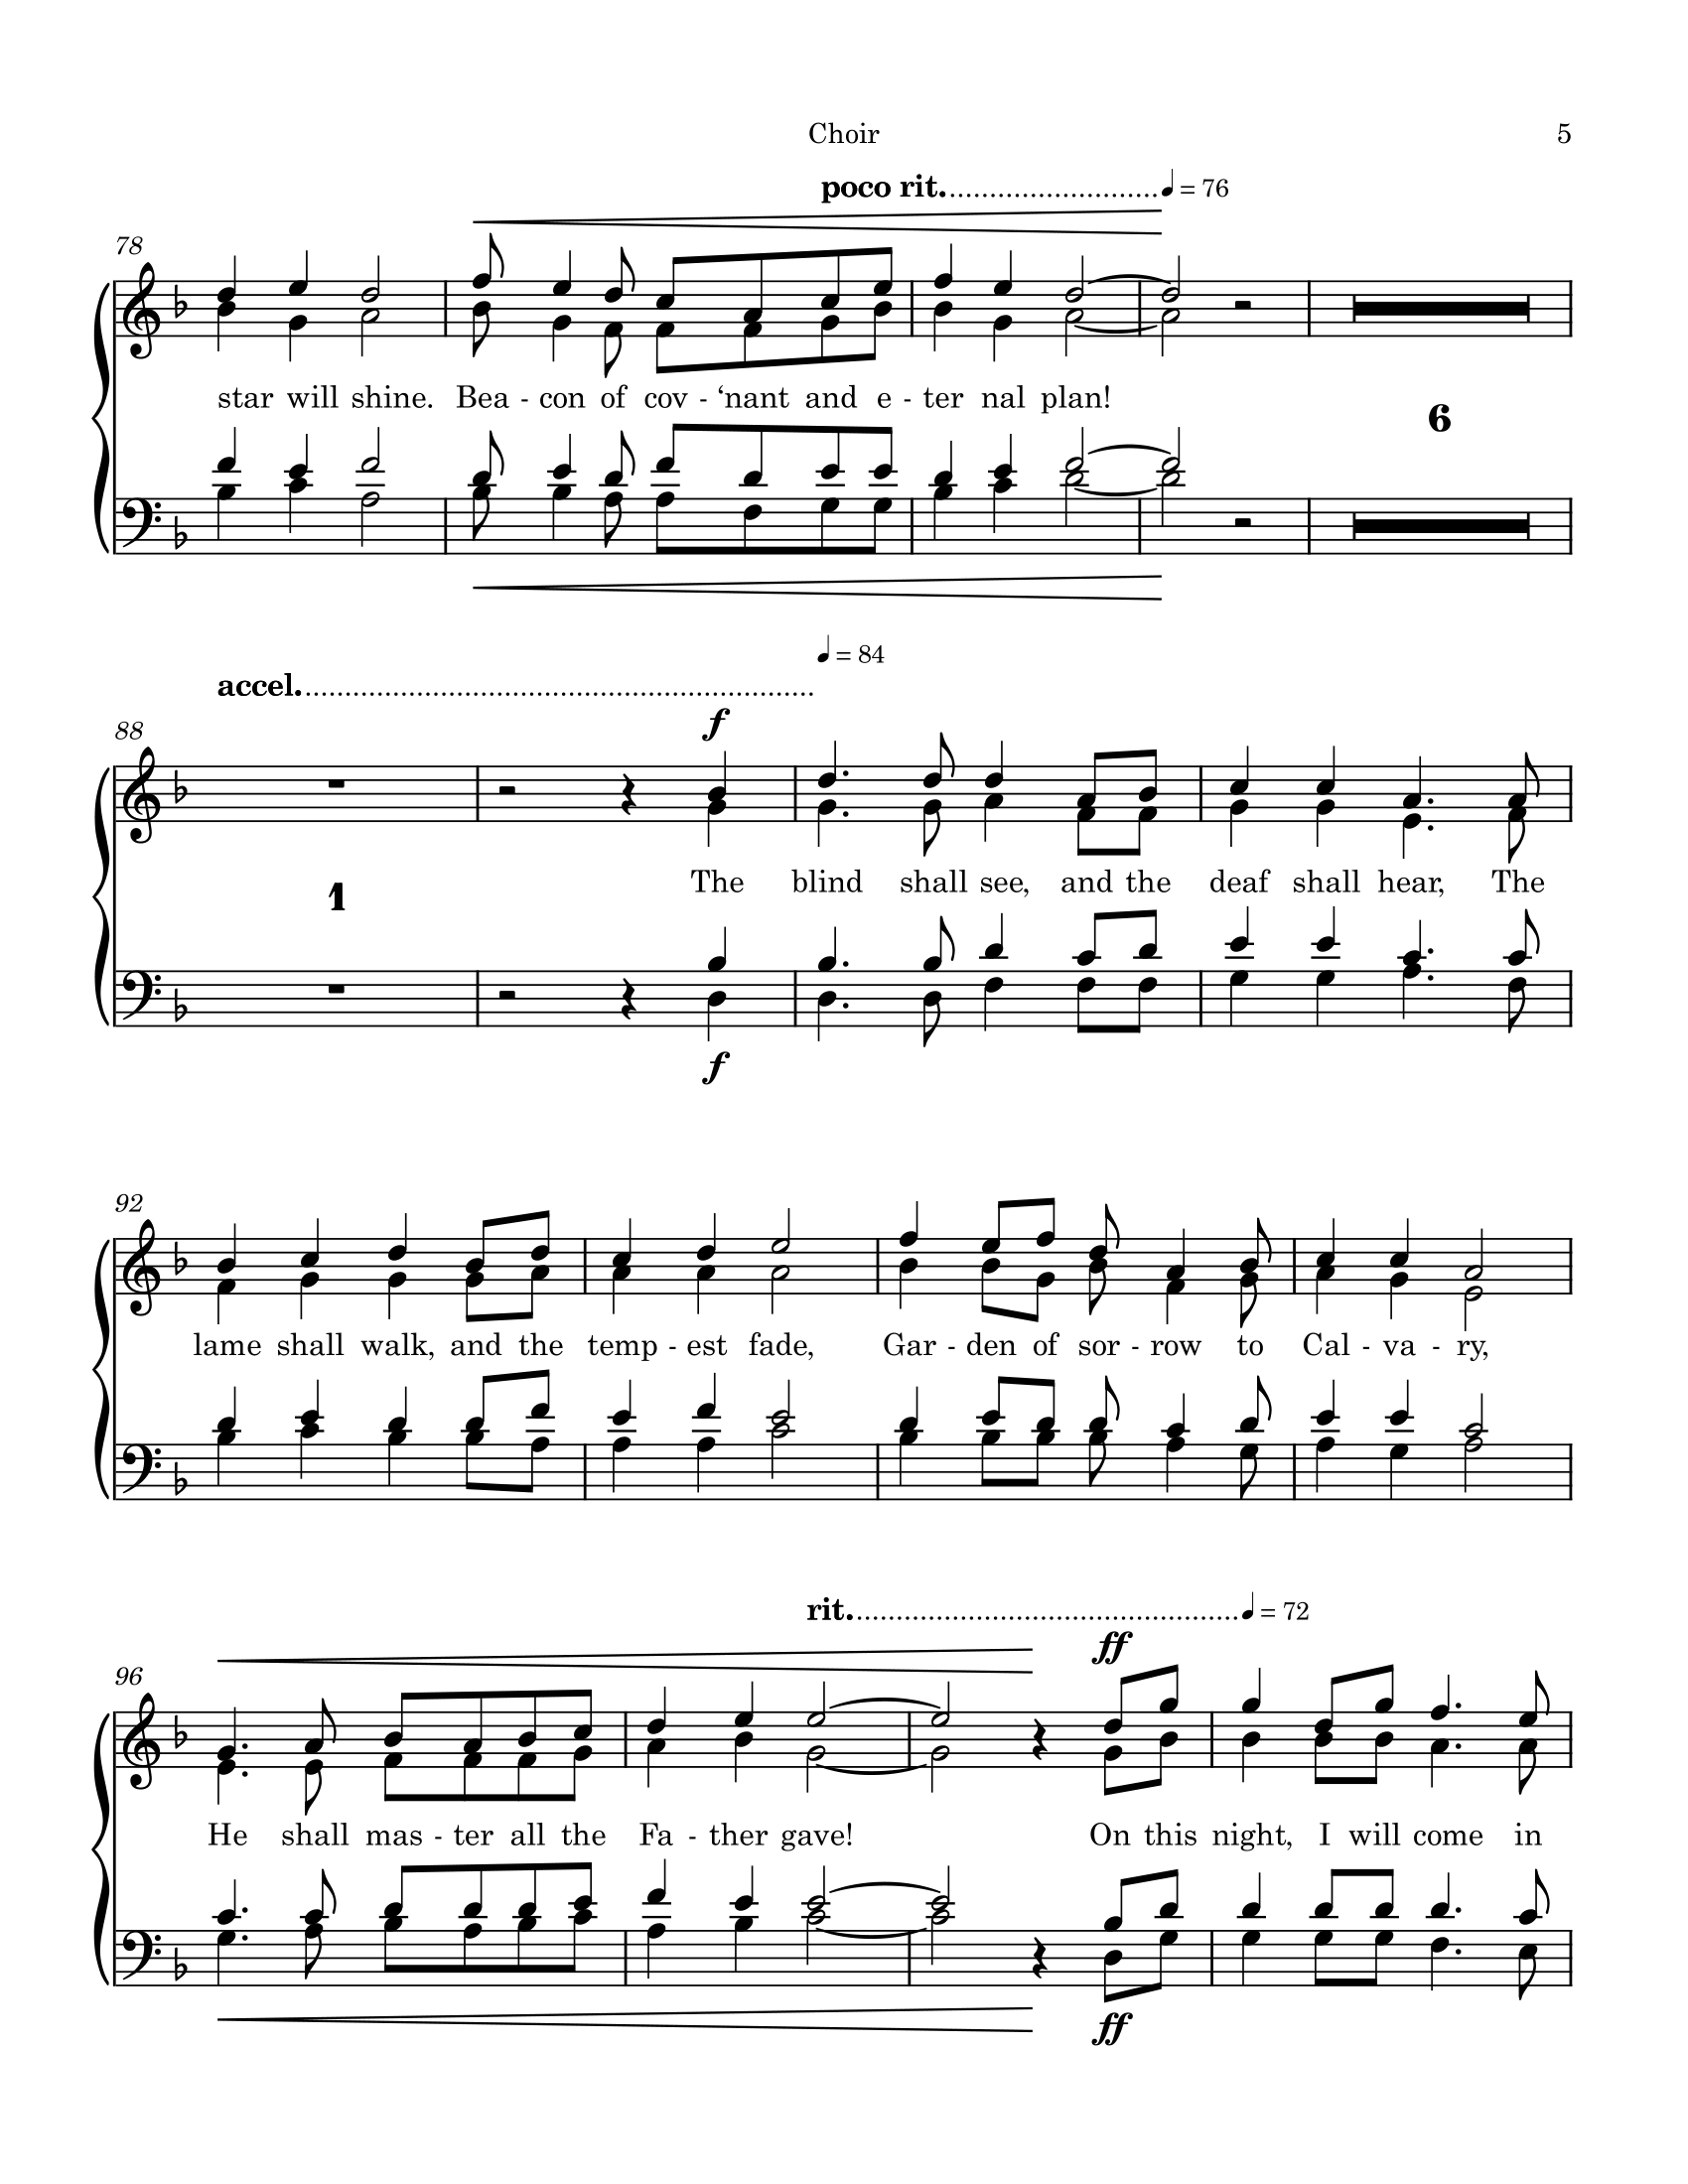 Choir 5
poco rit. = 76
78
star will shine. Bea - con of cov - ‘nant and e - ter nal plan!
6
= 84
accel.
88 f
1
The blind shall see, and the deaf shall hear, The
f
92
lame shall walk, and the temp - est fade, Gar - den of sor - row to Cal - va - ry,
rit. = 72
ff
96
He shall mas - ter all the Fa - ther gave! On this night, I will come in
ff